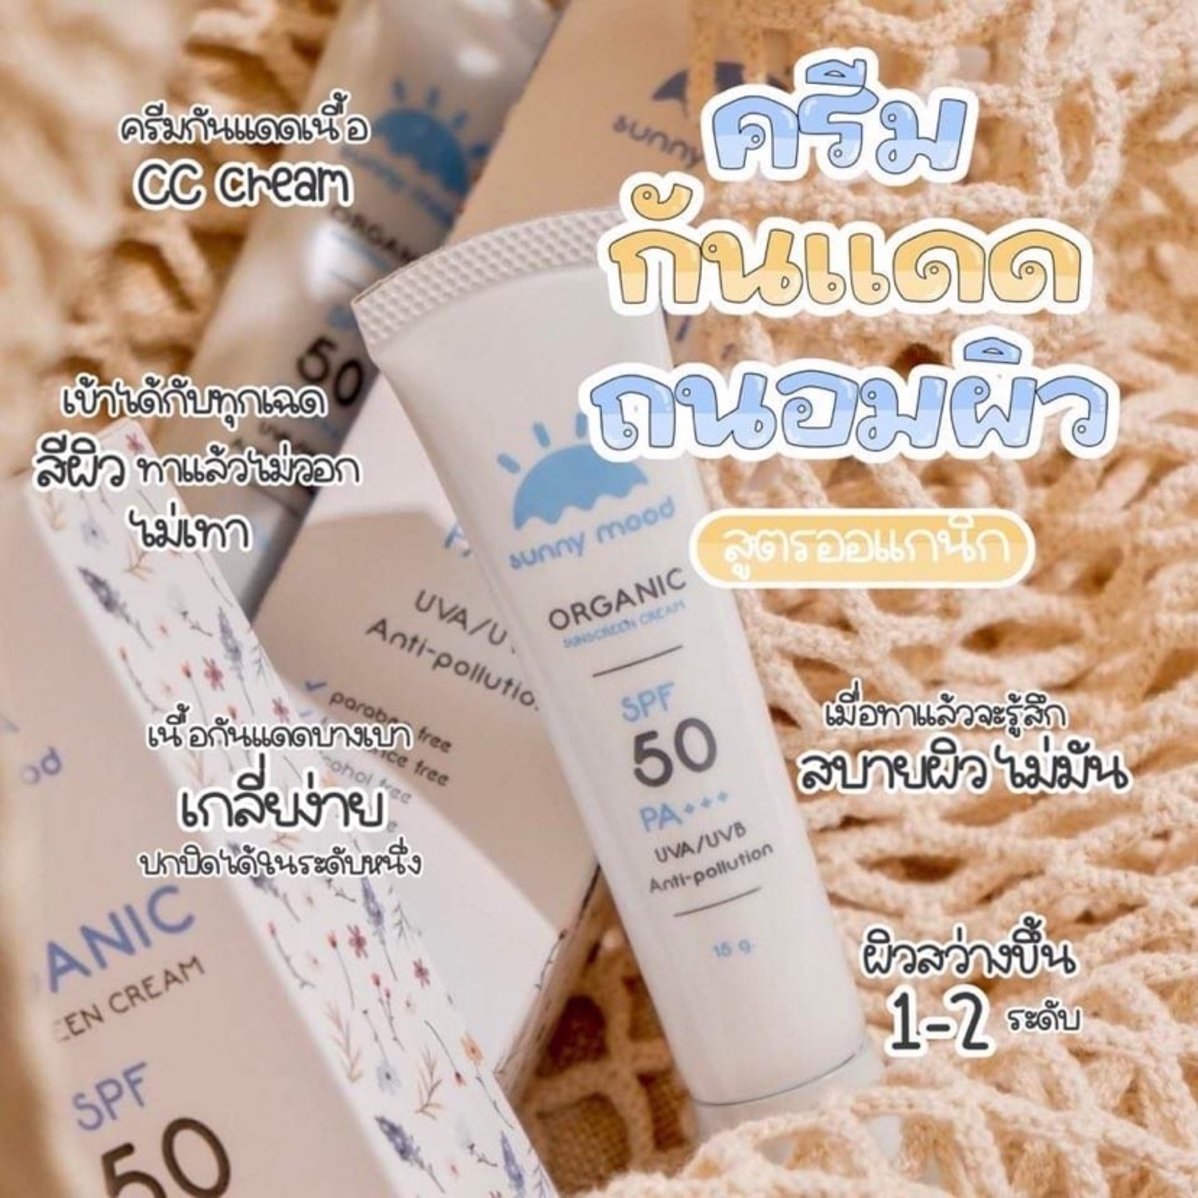 ครีม
กันแดด
ถนอมผิว
สูตรออแกนิก
ครีมกันแดดเนื้อ
CC Cream
เข้าได้กับทุกเฉด
สีผิว ทาแล้วไม่วอก
ไม่เทา
เนื้อกันแดดบางเบา
เกลี่ยง่าย
ปกปิดได้ในระดับหนึ่ง
เมื่อทาแล้วจะรู้สึก
สบายผิว ไม่มัน
ผิวสว่างขึ้น
1-2 ระดับ
sunny mood
ORGANIC
SUNSCREEN CREAM
SPF
50
PA+++
UVA/UVB
Anti-pollution
15 g.
sunny
50
UVA/U
Anti-pollutio
paraben free
free
free
ANIC
EEN CREAM
SPF
50